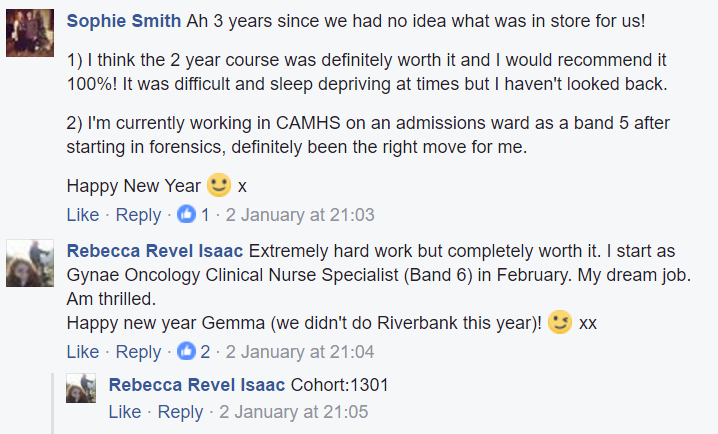 Sophie Smith Ah 3 years since we had no idea what was in store for us!
1) I think the 2 year course was definitely worth it and I would recommend it
100%! It was difficult and sleep depriving at times but I haven't looked back.
2) I'm currently working in CAMHS on an admissions ward as a band 5 after
starting in forensics, definitely been the right move for me.
Happy New Year 🙂 x
Like · Reply · 1 · 2 January at 21:03
Rebecca Revel Isaac Extremely hard work but completely worth it. I start as
Gynae Oncology Clinical Nurse Specialist (Band 6) in February. My dream job.
Am thrilled.
Happy new year Gemma (we didn't do Riverbank this year)! 😉 xx
Like · Reply · 2 · 2 January at 21:04
Rebecca Revel Isaac Cohort:1301
Like · Reply · 2 January at 21:05